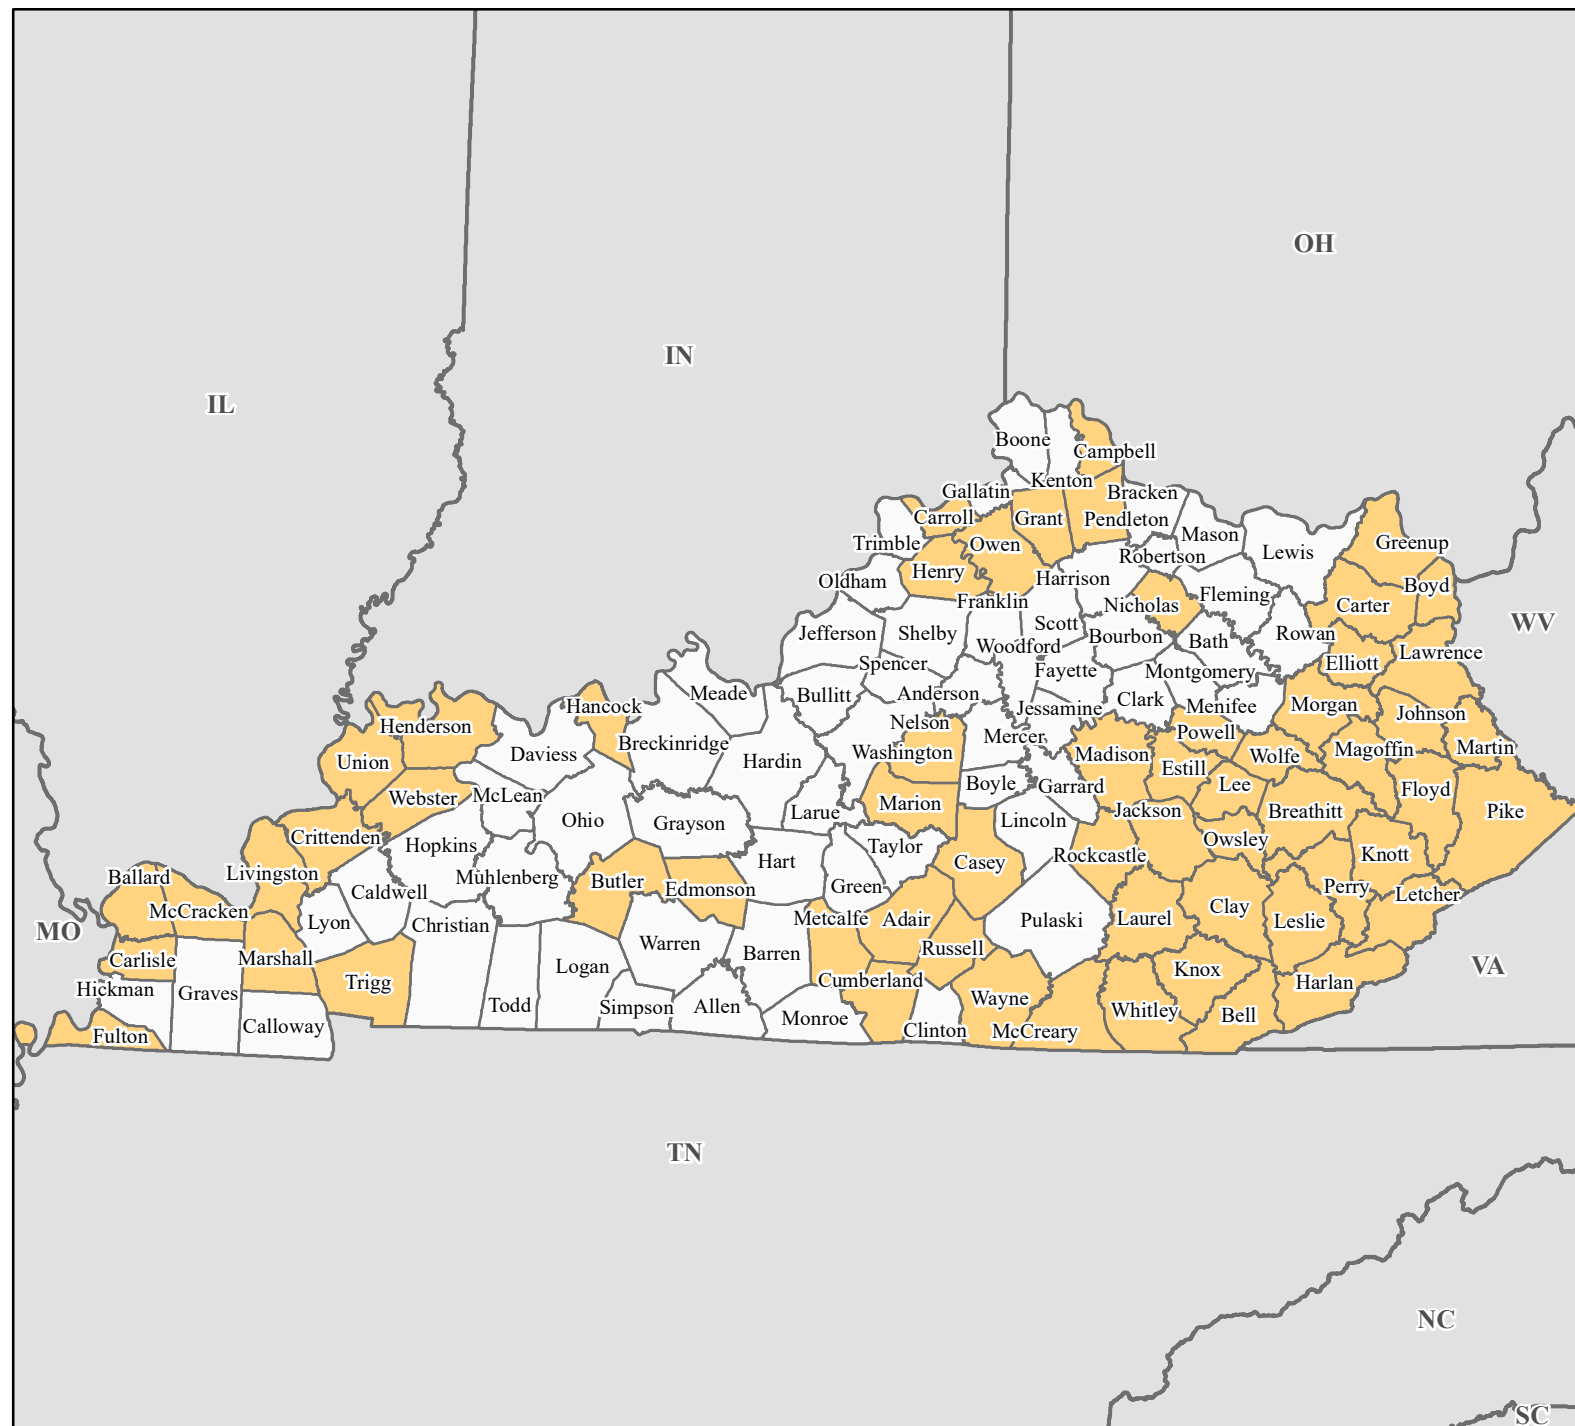 OH
IN
IL
Boone
Campbell
Kenton
Gallatin
Bracken
Carroll
Grant
Pendleton
Mason
Trimble
Owen
Robertson
Lewis
Greenup
Oldham
Henry
Harrison
Boyd
Franklin
Nicholas
Fleming
Carter
WV
Jefferson
Shelby
Scott
Bourbon
Bath
Rowan
Woodford
Spencer
Fayette
Montgomery
Elliott
Lawrence
Meade
Bullitt
Anderson
Clark
Menifee
Morgan
Johnson
Hancock
Jessamine
Henderson
Nelson
Mercer
Powell
Breckinridge
Daviess
Washington
Madison
Wolfe
Magoffin
Martin
Union
Hardin
Estill
Lee
Floyd
Webster
McLean
Boyle
Garrard
Marion
Jackson
Breathitt
Pike
Larue
Ohio
Grayson
Lincoln
Crittenden
Hopkins
Taylor
Rockcastle
Owsley
Knott
Hart
Casey
Livingston
Ballard
Muhlenberg
Butler
Edmonson
Green
Perry
Letcher
Caldwell
McCracken
Metcalfe
Adair
Pulaski
Laurel
Clay
Leslie
MO
Lyon
Christian
Warren
Russell
Carlisle
Marshall
Barren
Logan
Knox
VA
Trigg
Cumberland
Harlan
Hickman
Graves
Todd
Simpson
Allen
Monroe
Wayne
Whitley
Bell
Fulton
Calloway
Clinton
McCreary
TN
NC
SC